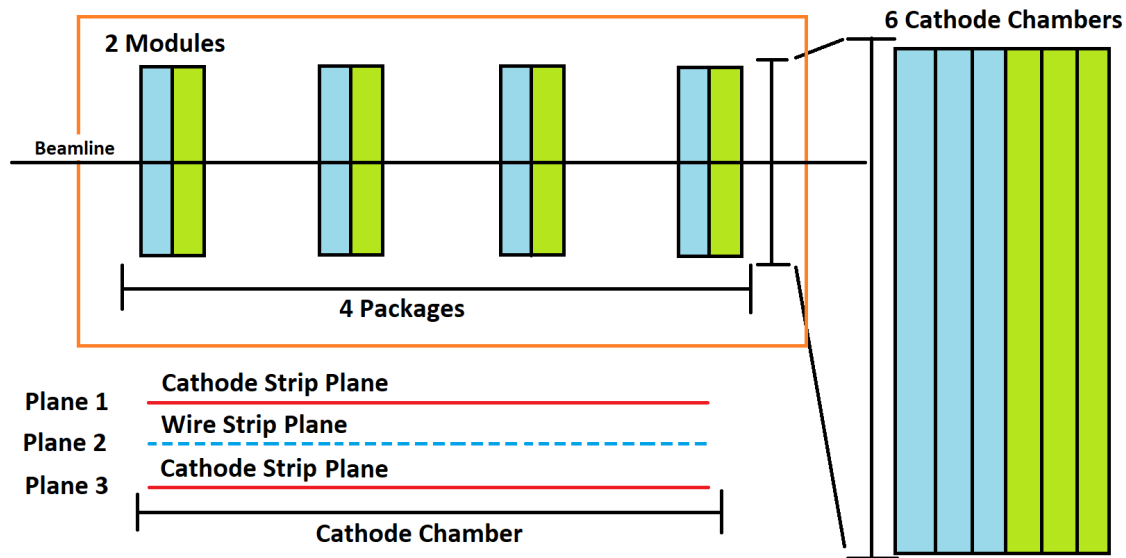 2 Modules
6 Cathode Chambers
Beamline
4 Packages
Cathode Strip Plane
Plane 1
Wire Strip Plane
Plane 2
Cathode Strip Plane
Plane 3
Cathode Chamber